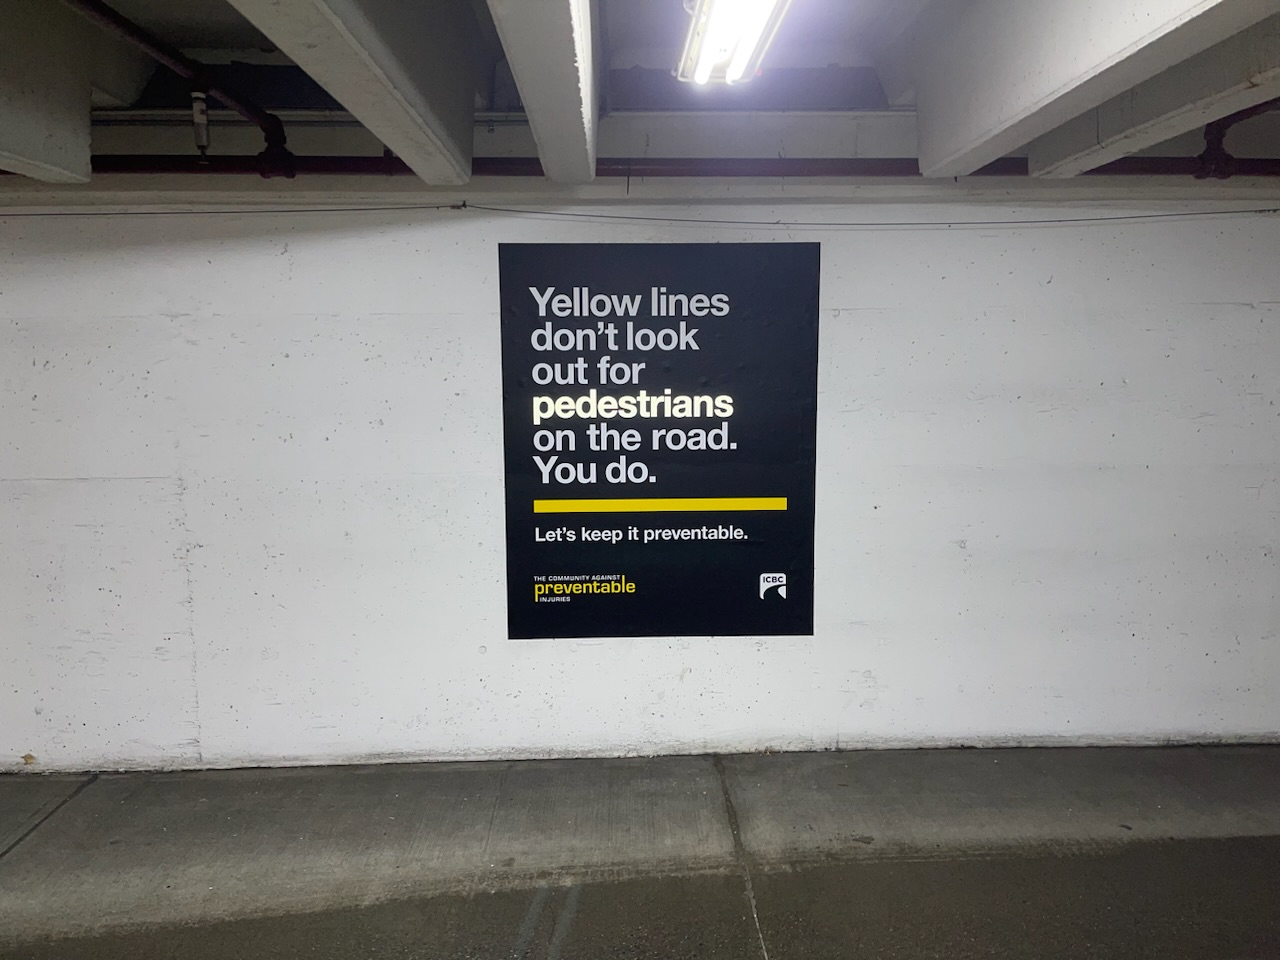 Yellow lines
don't look
out for
pedestrians
on the road.
You do.
Let's keep it preventable.
THE COMMUNITY AGAINST
preventable
INJURIES
ICBC